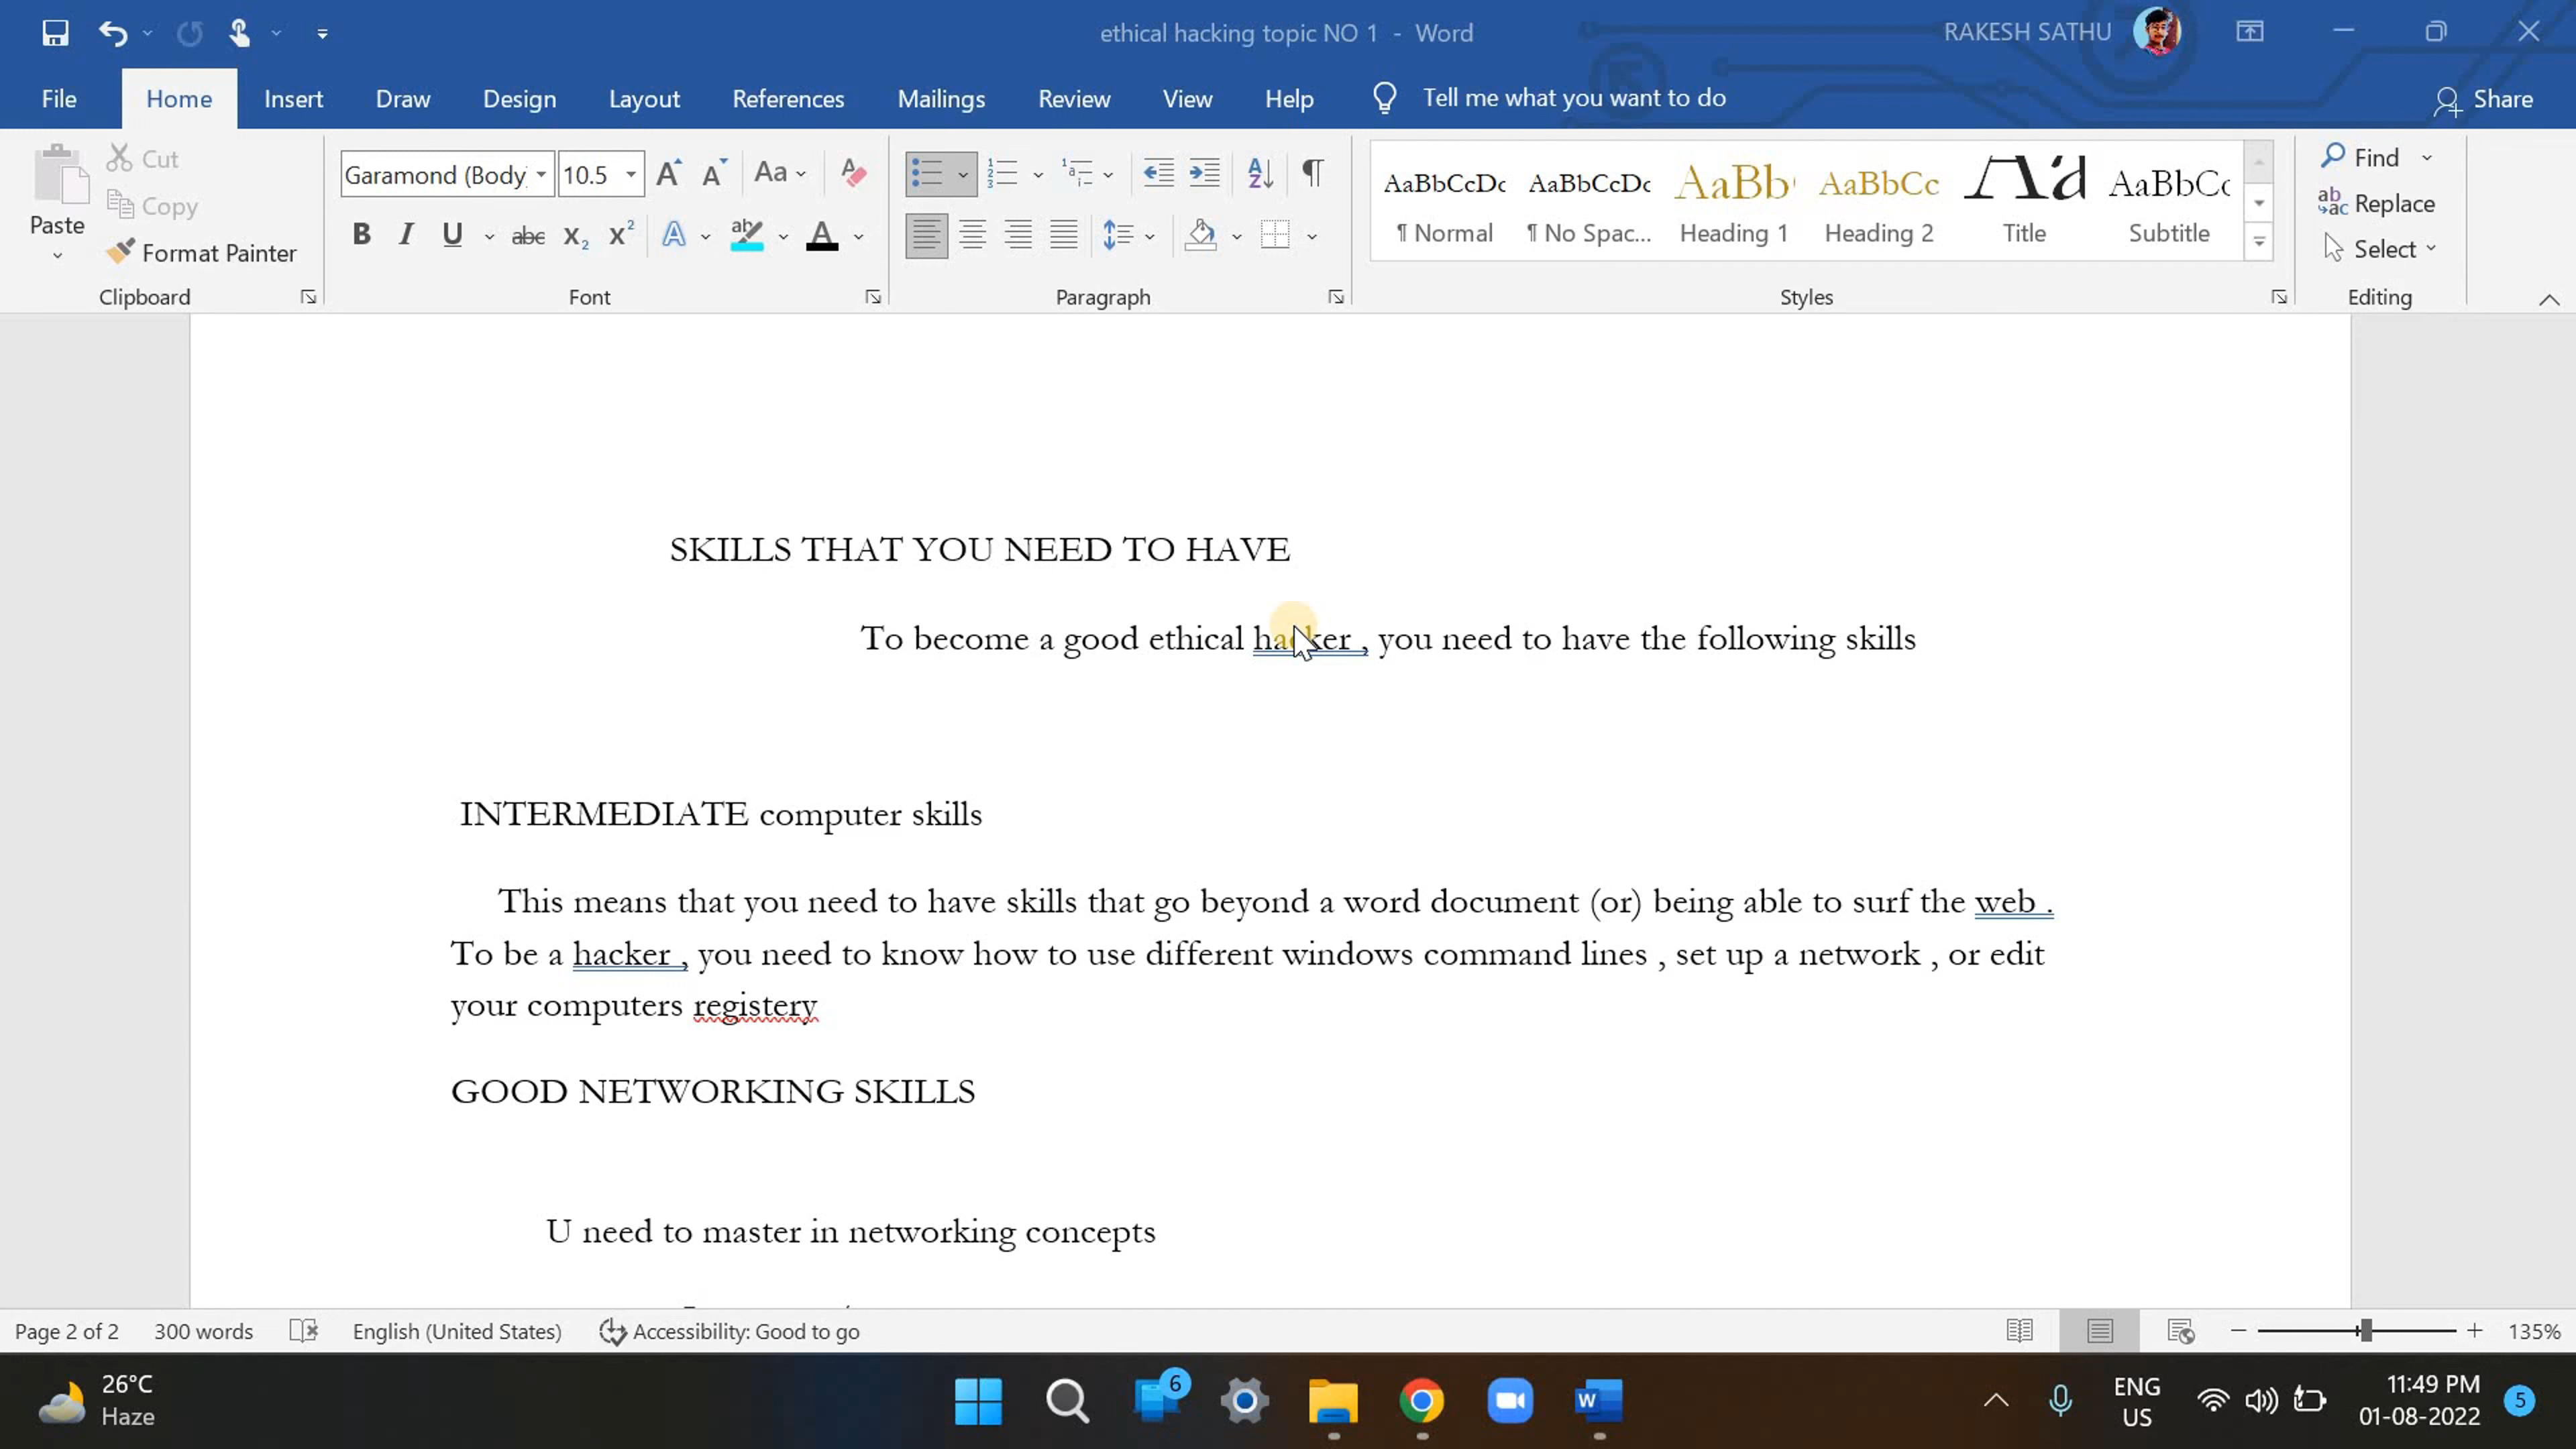 ethical hacking topic NO 1 - Word
RAKESH SATHU
File Home Insert Draw Design Layout References Mailings Review View Help Tell me what you want to do Share
Paste
Cut
Copy
Format Painter
Clipboard
Garamond (Body 10.5 Aa
B I U abc X₂ X²
Font
Paragraph
AaBbCcDc AaBbCcDc AaBb AaBbCc AaBbCc
¶ Normal ¶ No Spac... Heading 1 Heading 2 Title Subtitle
Styles
Find
Replace
Select
Editing
SKILLS THAT YOU NEED TO HAVE
To become a good ethical hacker , you need to have the following skills
INTERMEDIATE computer skills
This means that you need to have skills that go beyond a word document (or) being able to surf the web .
To be a hacker , you need to know how to use different windows command lines , set up a network , or edit
your computers registery
GOOD NETWORKING SKILLS
U need to master in networking concepts
Page 2 of 2 300 words English (United States) Accessibility: Good to go 135%
26°C
Haze
6
ENG
US
11:49 PM
01-08-2022
5